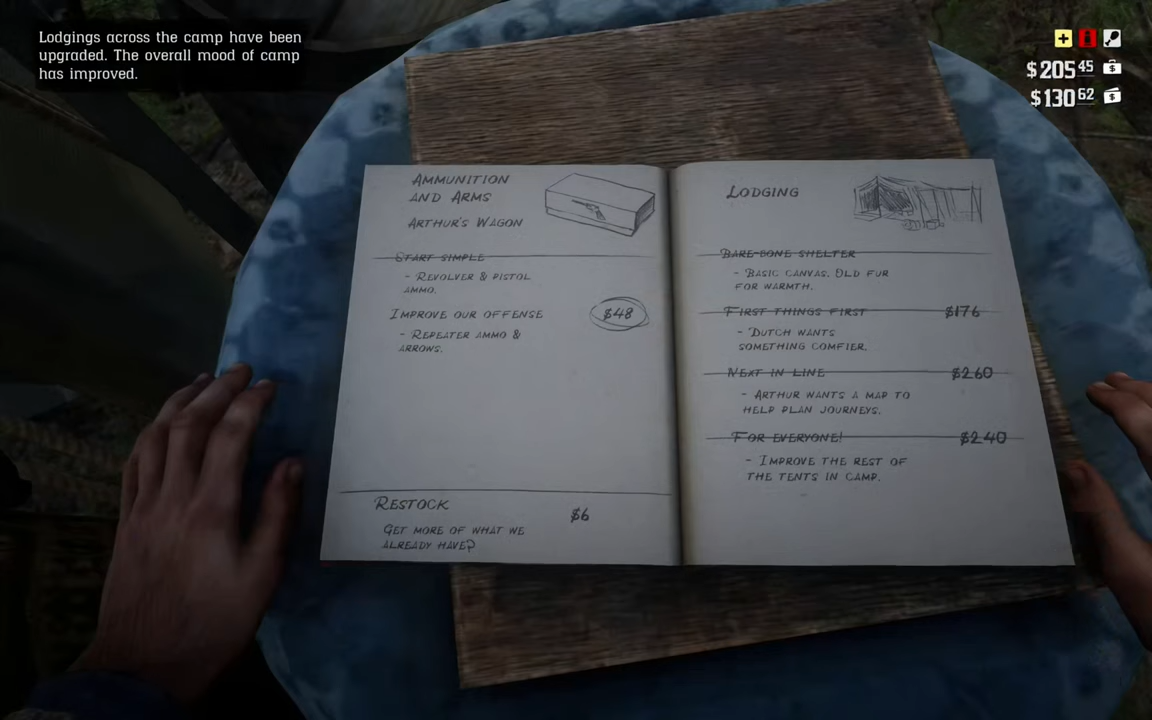 Lodgings across the camp have been
upgraded. The overall mood of camp
has improved.
$205 45
$130 62
AMMUNITION
AND ARMS
ARTHUR'S WAGON
START SIMPLE
- REVOLVER & PISTOL
AMMO.
IMPROVE OUR OFFENSE $48
- REPEATER AMMO &
ARROWS.
RESTOCK $6
GET MORE OF WHAT WE
ALREADY HAVE?
LODGING
BARE-BONE SHELTER
- BASIC CANVAS. OLD FUR
FOR WARMTH.
FIRST THINGS FIRST $176
- DUTCH WANTS
SOMETHING COMFIER.
NEXT IN LINE $260
- ARTHUR WANTS A MAP TO
HELP PLAN JOURNEYS.
FOR EVERYONE! $240
- IMPROVE THE REST OF
THE TENTS IN CAMP.